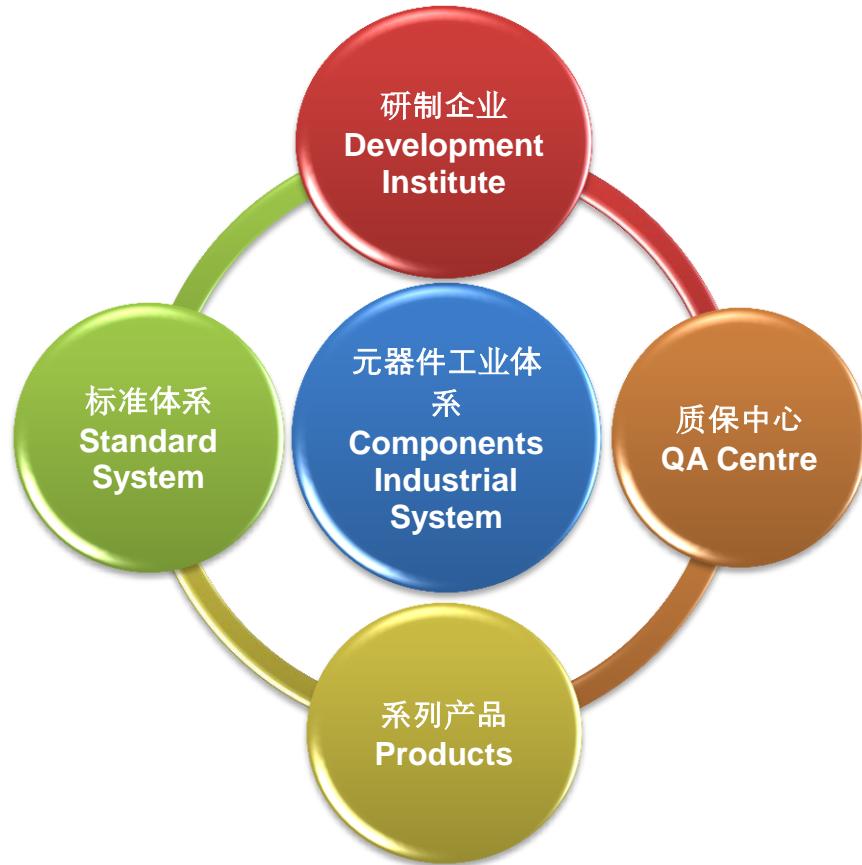 研制企业
Development
Institute
标准体系
Standard
System
元器件工业体
系
Components
Industrial
System
质保中心
QA Centre
系列产品
Products